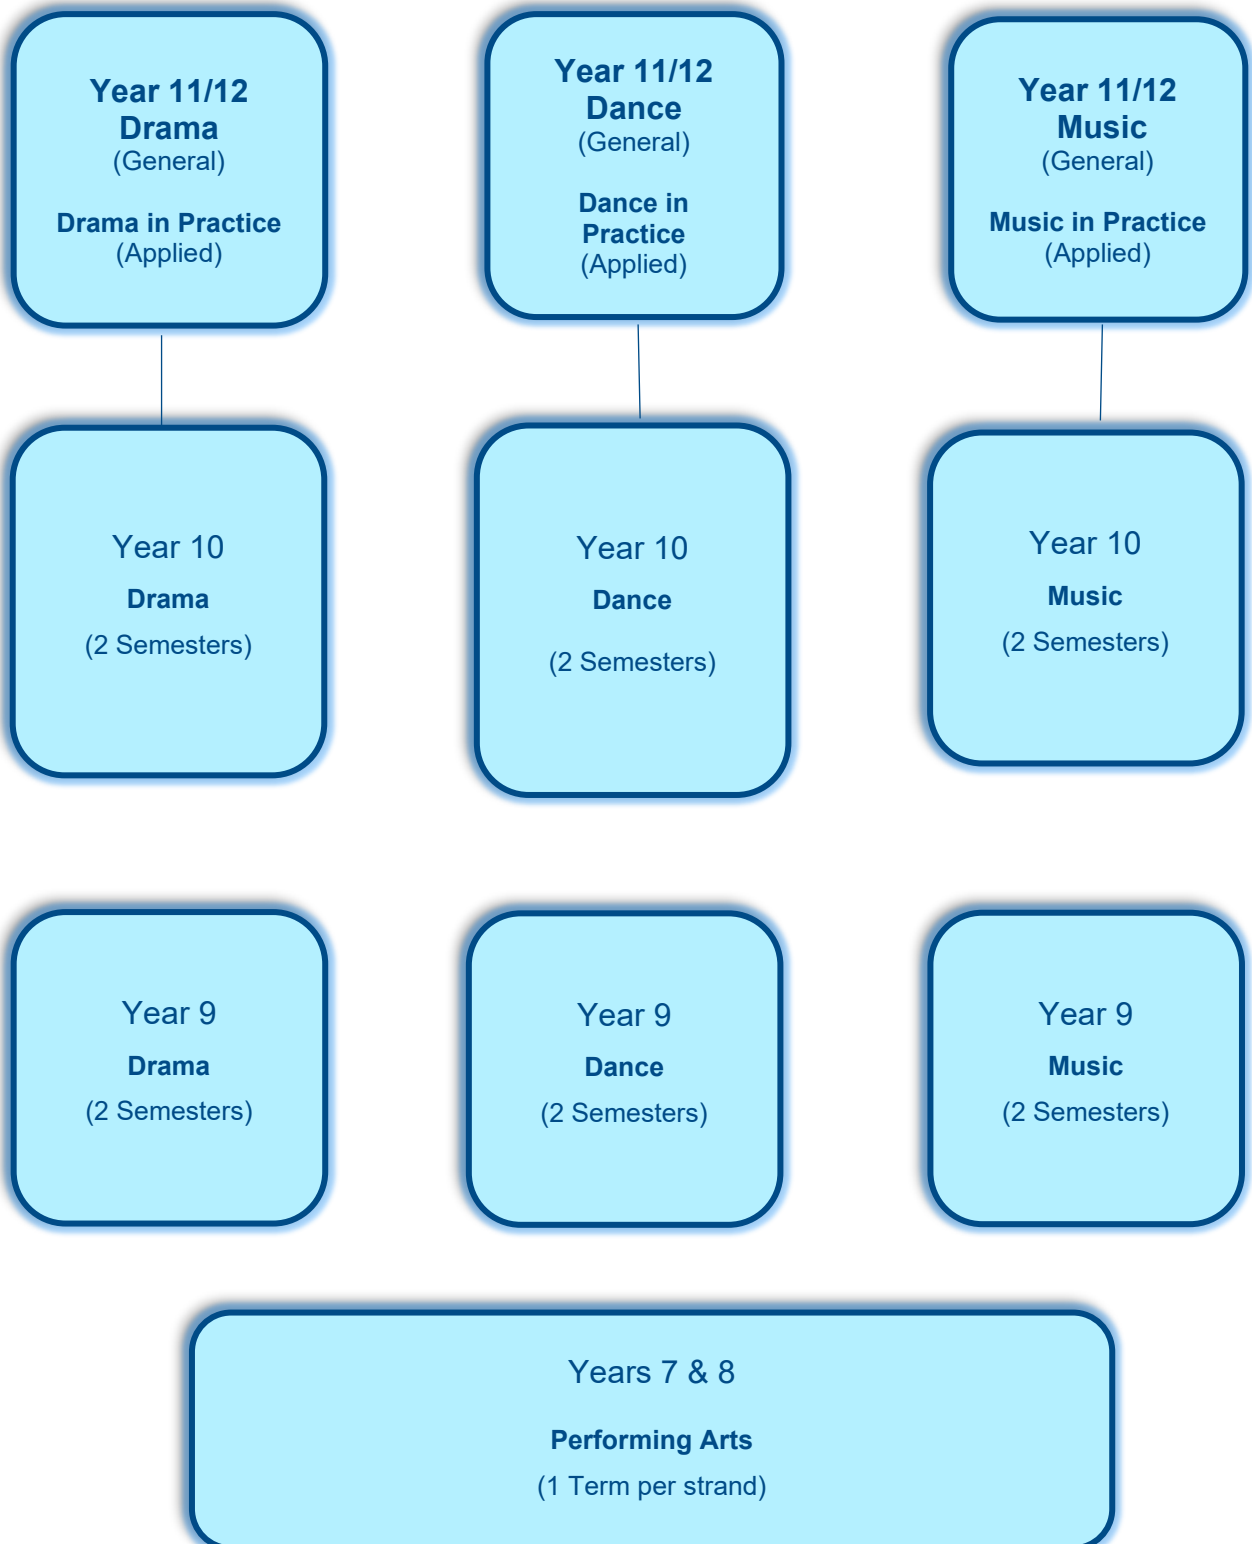 Year 11/12
Drama
(General)
Drama in Practice
(Applied)
Year 11/12
Dance
(General)
Dance in
Practice
(Applied)
Year 11/12
Music
(General)
Music in Practice
(Applied)
Year 10
Drama
(2 Semesters)
Year 10
Dance
(2 Semesters)
Year 10
Music
(2 Semesters)
Year 9
Drama
(2 Semesters)
Year 9
Dance
(2 Semesters)
Year 9
Music
(2 Semesters)
Years 7 & 8
Performing Arts
(1 Term per strand)